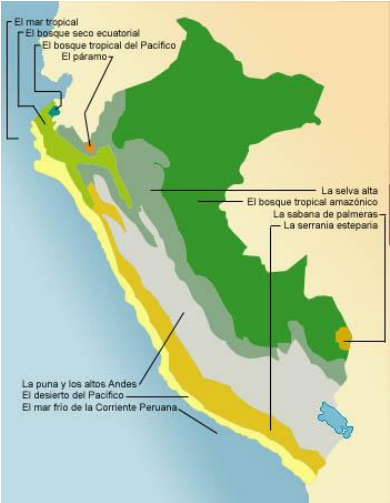 El mar tropical
El bosque seco ecuatorial
El bosque tropical del Pacífico
El páramo
La selva alta
El bosque tropical amazónico
La sabana de palmeras
La serrania esteparia
La puna y los altos Andes
El desierto del Pacífico
El mar frío de la Corriente Peruana